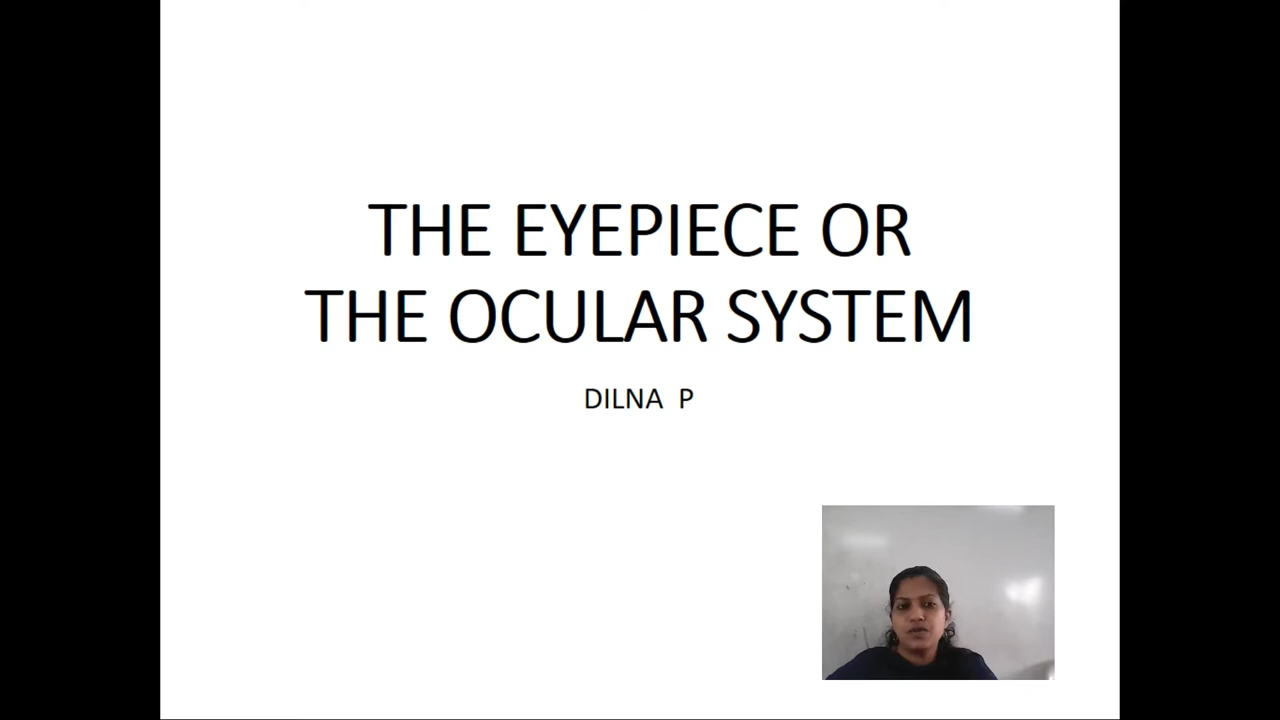 THE EYEPIECE OR
THE OCULAR SYSTEM
DILNA P